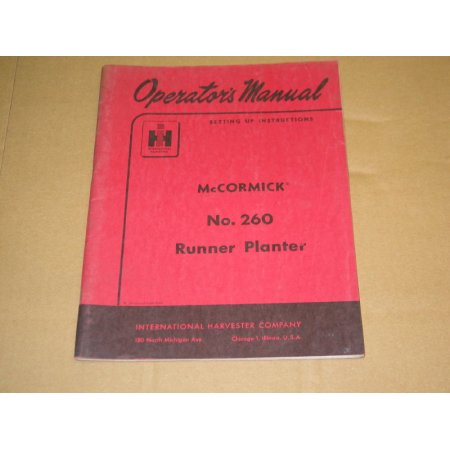 Operator's Manual
SETTING UP INSTRUCTIONS
IH
McCORMICK
No. 260
Runner Planter
INTERNATIONAL HARVESTER COMPANY
180 North Michigan Ave.
Chicago 1, Illinois, U.S.A.